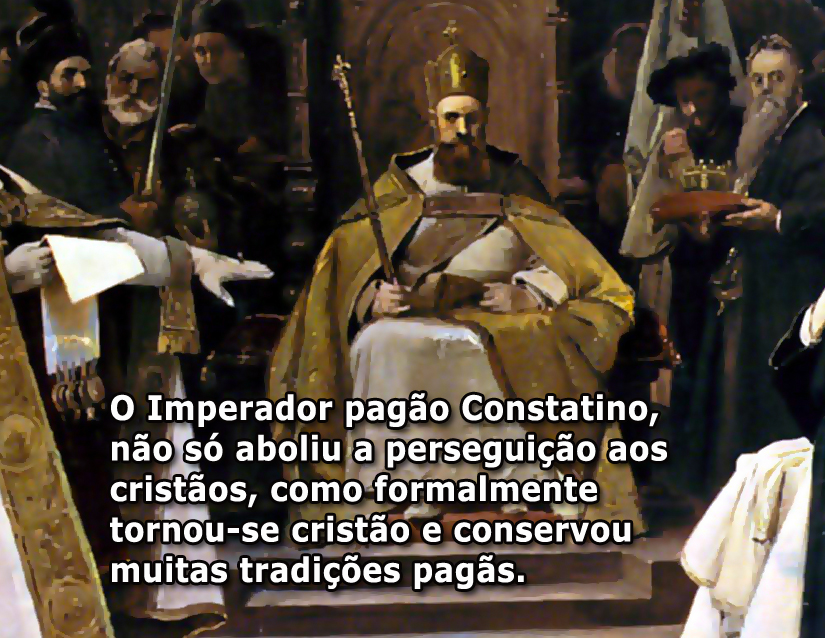 O Imperador pagão Constatino,
não só aboliu a perseguição aos
cristãos, como formalmente
tornou-se cristão e conservou
muitas tradições pagãs.